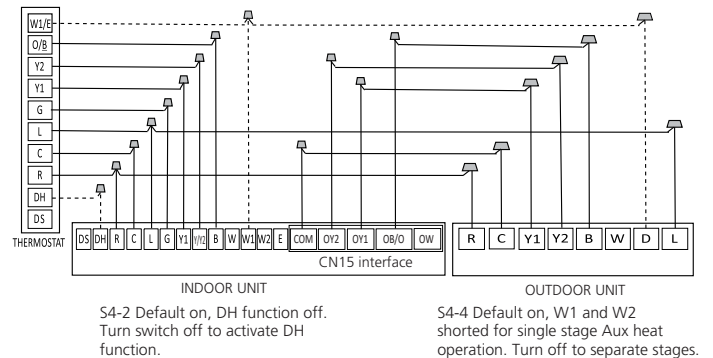 W1/E
O/B
Y2
Y1
G
L
C
R
DH
DS
THERMOSTAT
DS DH R C L G Y1 Y/Y2 B W W1 W2 E COM OY2 OY1 OB/O OW
CN15 interface
INDOOR UNIT
R C Y1 Y2 B W D L
OUTDOOR UNIT
S4-2 Default on, DH function off.
Turn switch off to activate DH
function.
S4-4 Default on, W1 and W2
shorted for single stage Aux heat
operation. Turn off to separate stages.